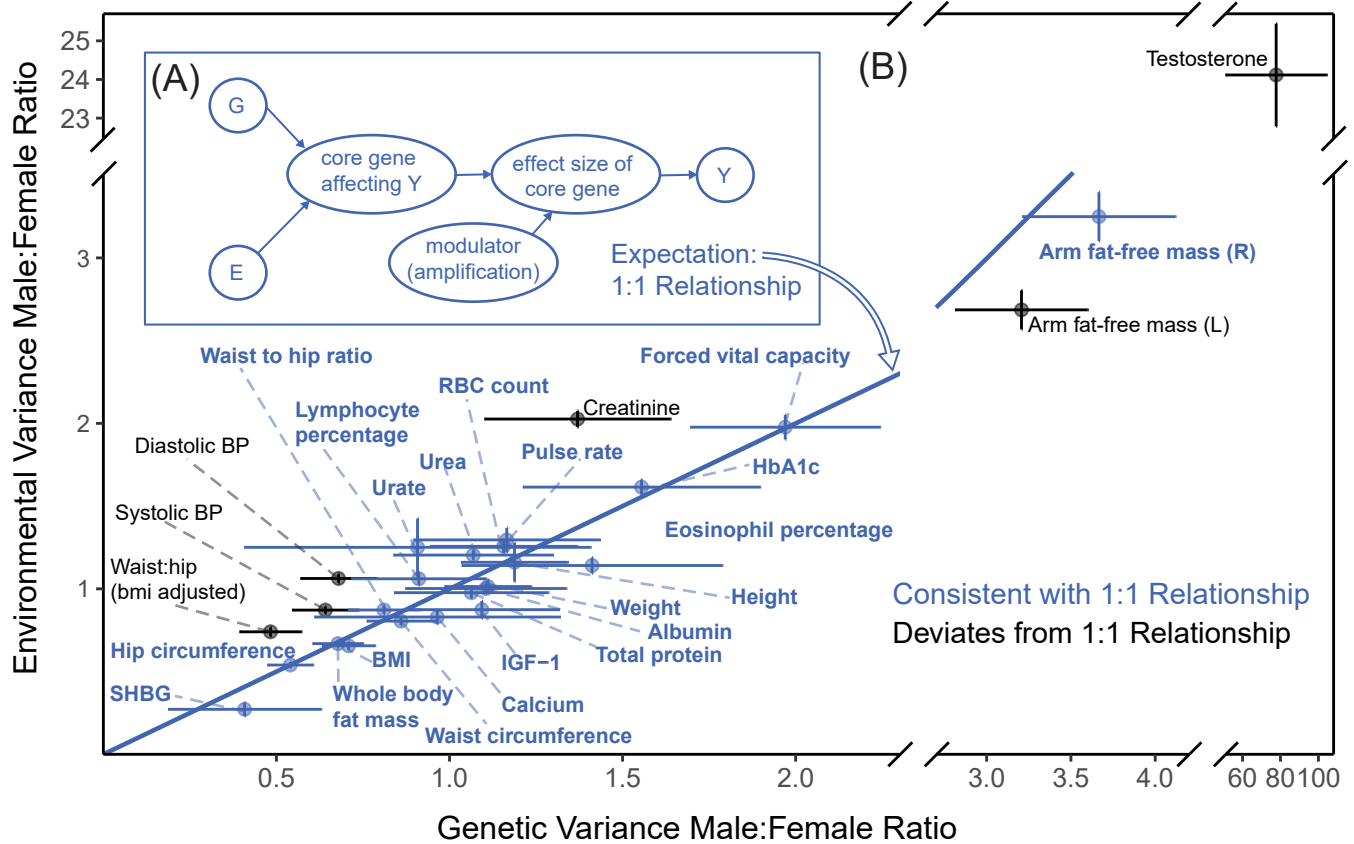 Environmental Variance Male:Female Ratio
25
24
23
3
2
1
(A)
G
E
core gene
affecting Y
effect size of
core gene
Y
modulator
(amplification)
Expectation:
1:1 Relationship
(B)
Testosterone
Arm fat-free mass (R)
Arm fat-free mass (L)
Waist to hip ratio
Forced vital capacity
RBC count
Creatinine
Lymphocyte
percentage
Diastolic BP
Pulse rate
Urea
HbA1c
Urate
Systolic BP
Eosinophil percentage
Waist:hip
(bmi adjusted)
Height
Consistent with 1:1 Relationship
Weight
Albumin
Deviates from 1:1 Relationship
Hip circumference
BMI
IGF−1
Total protein
SHBG
Whole body
fat mass
Calcium
Waist circumference
0.5
1.0
1.5
2.0
3.0
3.5
4.0
60
80
100
Genetic Variance Male:Female Ratio